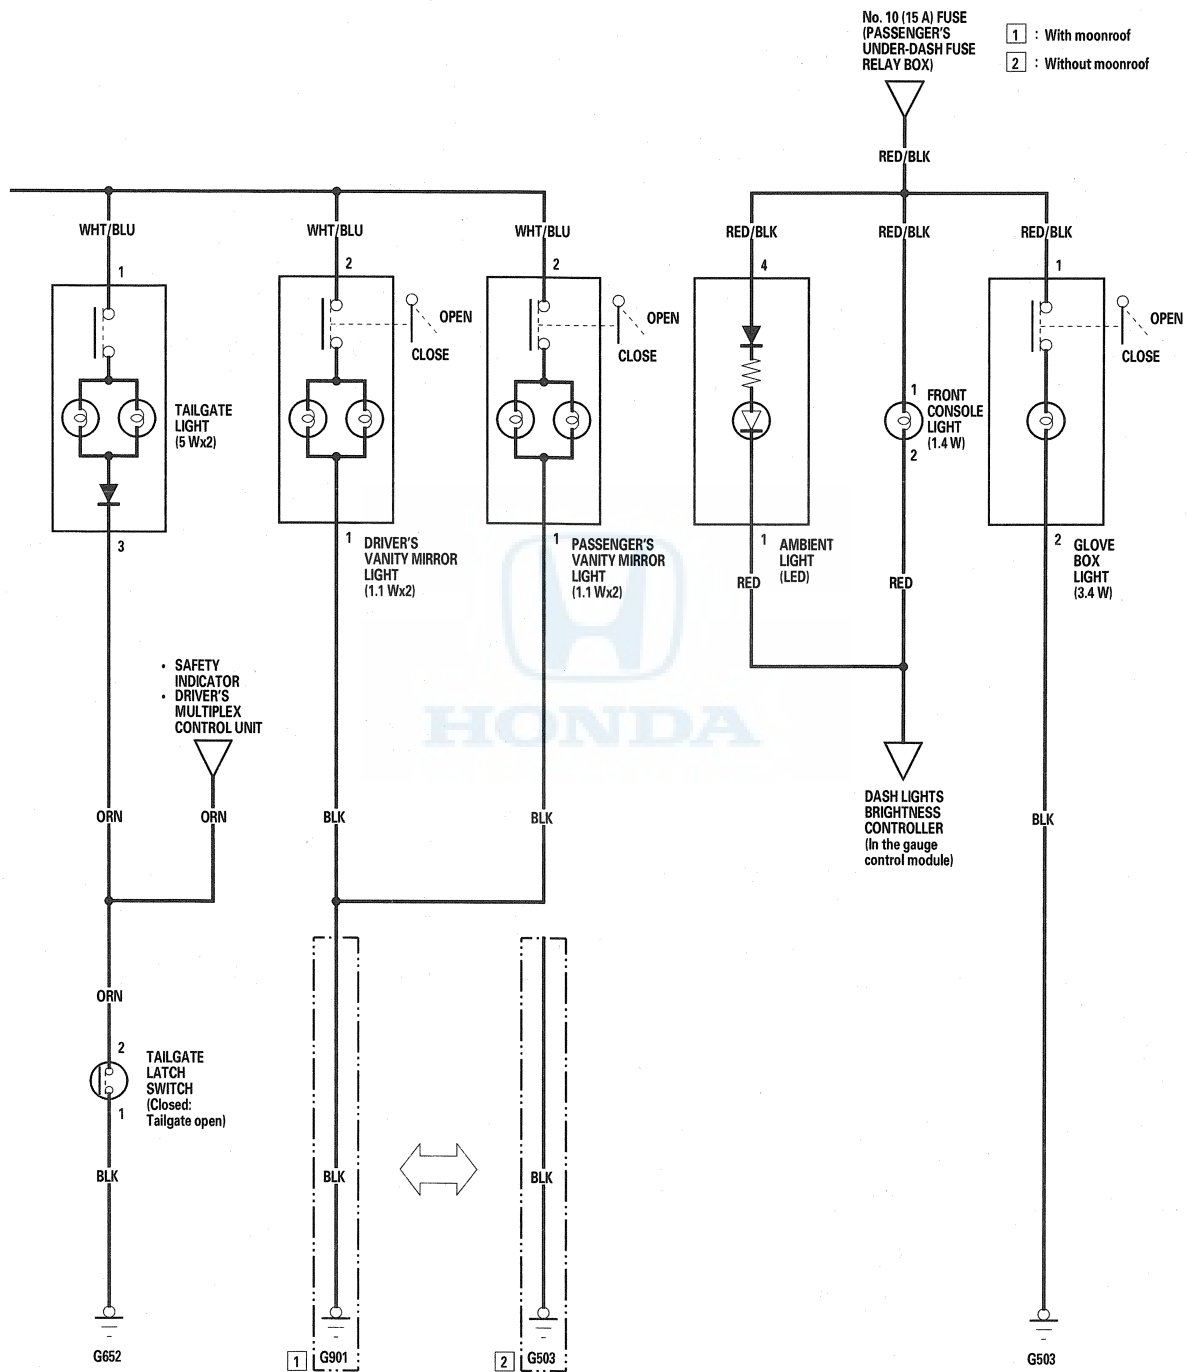 No. 10 (15 A) FUSE
(PASSENGER'S
UNDER-DASH FUSE
RELAY BOX)
1 : With moonroof
2 : Without moonroof
RED/BLK
WHT/BLU
WHT/BLU
WHT/BLU
RED/BLK
RED/BLK
RED/BLK
1
2
2
4
1
OPEN
CLOSE
OPEN
CLOSE
OPEN
CLOSE
TAILGATE
LIGHT
(5 Wx2)
1
FRONT
CONSOLE
LIGHT
(1.4 W)
2
3
1
DRIVER'S
VANITY MIRROR
LIGHT
(1.1 Wx2)
1
PASSENGER'S
VANITY MIRROR
LIGHT
(1.1 Wx2)
1
AMBIENT
LIGHT
(LED)
2
GLOVE
BOX
LIGHT
(3.4 W)
RED
RED
• SAFETY
INDICATOR
• DRIVER'S
MULTIPLEX
CONTROL UNIT
HONDA
DASH LIGHTS
BRIGHTNESS
CONTROLLER
(In the gauge
control module)
ORN
ORN
BLK
BLK
BLK
ORN
2
TAILGATE
LATCH
SWITCH
(Closed:
Tailgate open)
1
BLK
BLK
BLK
G652
1
G901
2
G503
G503